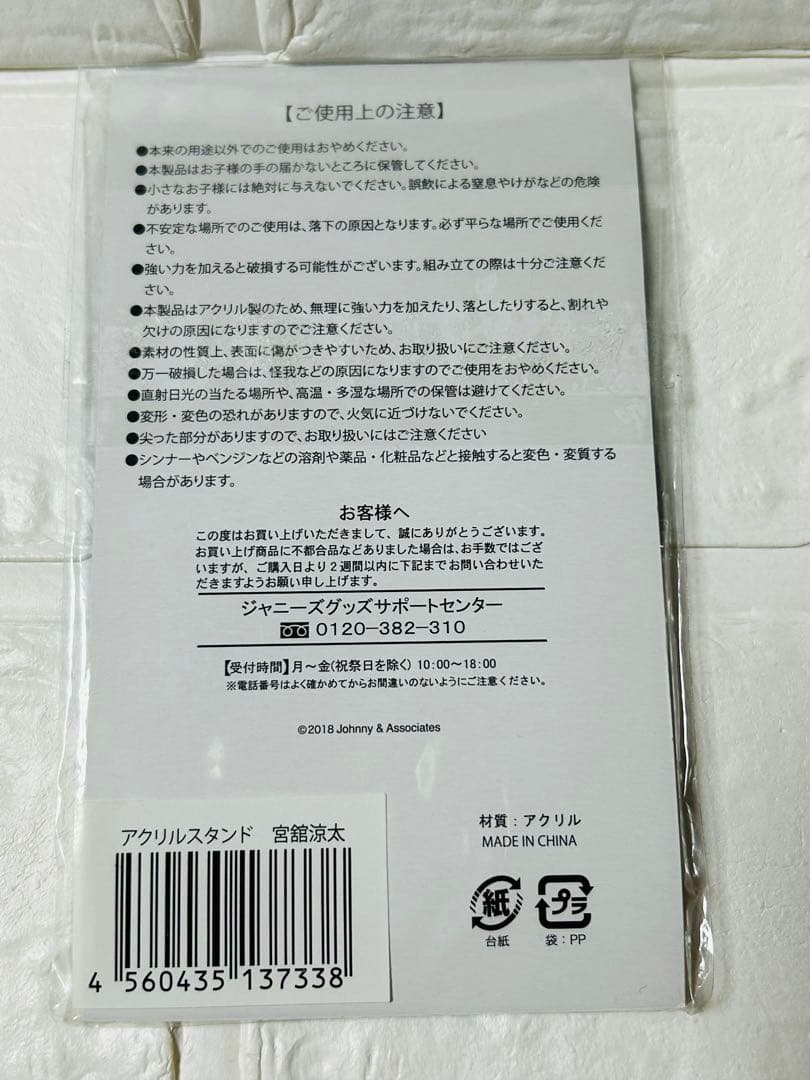 【ご使用上の注意】
●本来の用途以外でのご使用はおやめください。
●本製品はお子様の手の届かないところに保管してください。
●小さなお子様には絶対に与えないでください。誤飲による窒息やけがなどの危険
があります。
●不安定な場所でのご使用は、落下の原因となります。必ず平らな場所でご使用くだ
さい。
●強い力を加えると破損する可能性がございます。組み立ての際は十分ご注意くだ
さい。
●本製品はアクリル製のため、無理に強い力を加えたり、落としたりすると、割れや
欠けの原因になりますのでご注意ください。
●素材の性質上、表面に傷がつきやすいため、お取り扱いにご注意ください。
●万一破損した場合は、怪我などの原因になりますのでご使用をおやめください。
●直射日光の当たる場所や、高温・多湿な場所での保管は避けてください。
●変形・変色の恐れがありますので、火気に近づけないでください。
●尖った部分がありますので、お取り扱いにはご注意ください
●シンナーやベンジンなどの溶剤や薬品・化粧品などと接触すると変色・変質する
場合があります。
お客様へ
この度はお買い上げいただきまして、誠にありがとうございます。
お買い上げ商品に不都合品などありました場合は、お手数ではござ
いますが、ご購入日より２週間以内に下記までお問い合わせいた
だきますようお願い申し上げます。
ジャニーズグッズサポートセンター
0120-382-310
【受付時間】月～金(祝祭日を除く) 10:00～18:00
※電話番号はよく確かめてからお間違いのないようにご注意ください。
©2018 Johnny & Associates
アクリルスタンド　宮舘涼太
4 560435 137338
材質：アクリル
MADE IN CHINA
紙
台紙
プラ
袋：PP